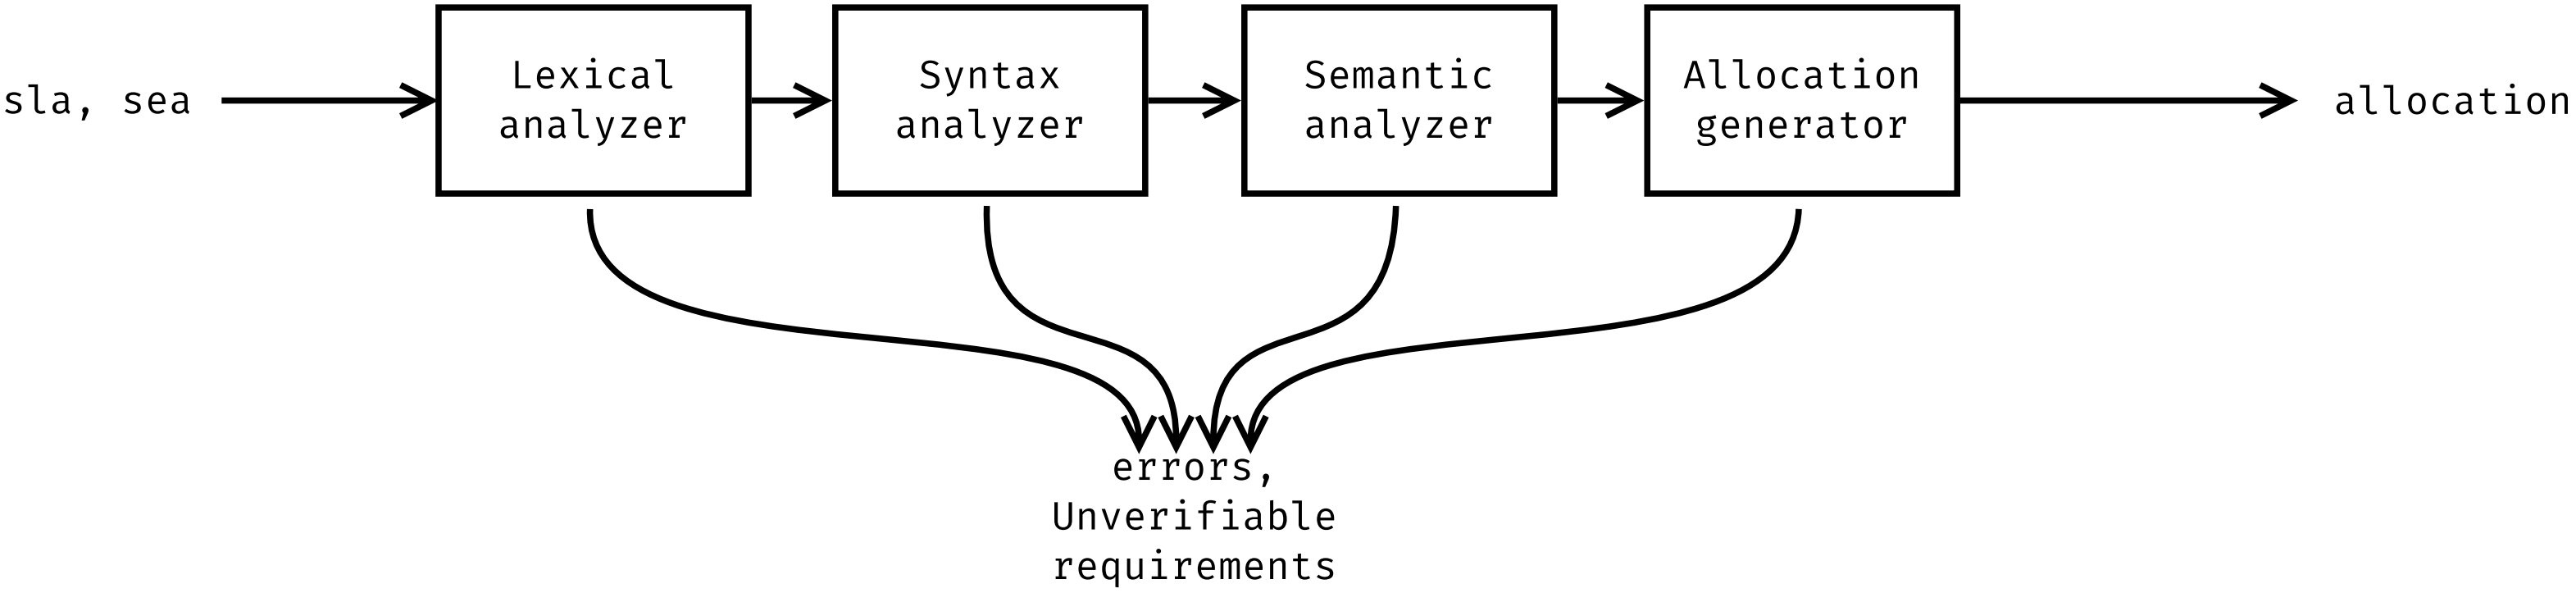 sla, sea
Lexical
analyzer
Syntax
analyzer
Semantic
analyzer
Allocation
generator
allocation
errors,
Unverifiable
requirements